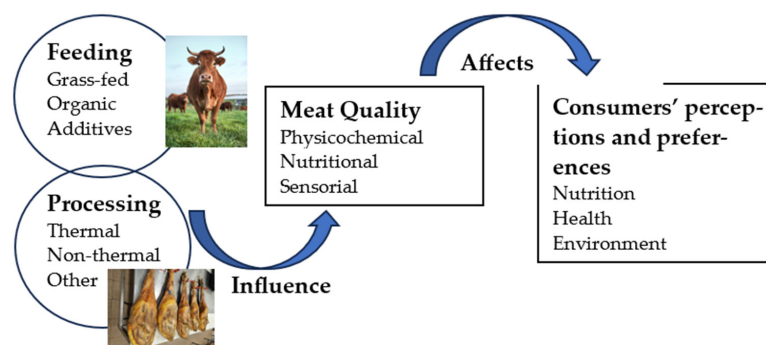 Feeding
Grass-fed
Organic
Additives
Processing
Thermal
Non-thermal
Other
Influence
Meat Quality
Physicochemical
Nutritional
Sensorial
Affects
Consumers’ percep-
tions and prefer-
ences
Nutrition
Health
Environment